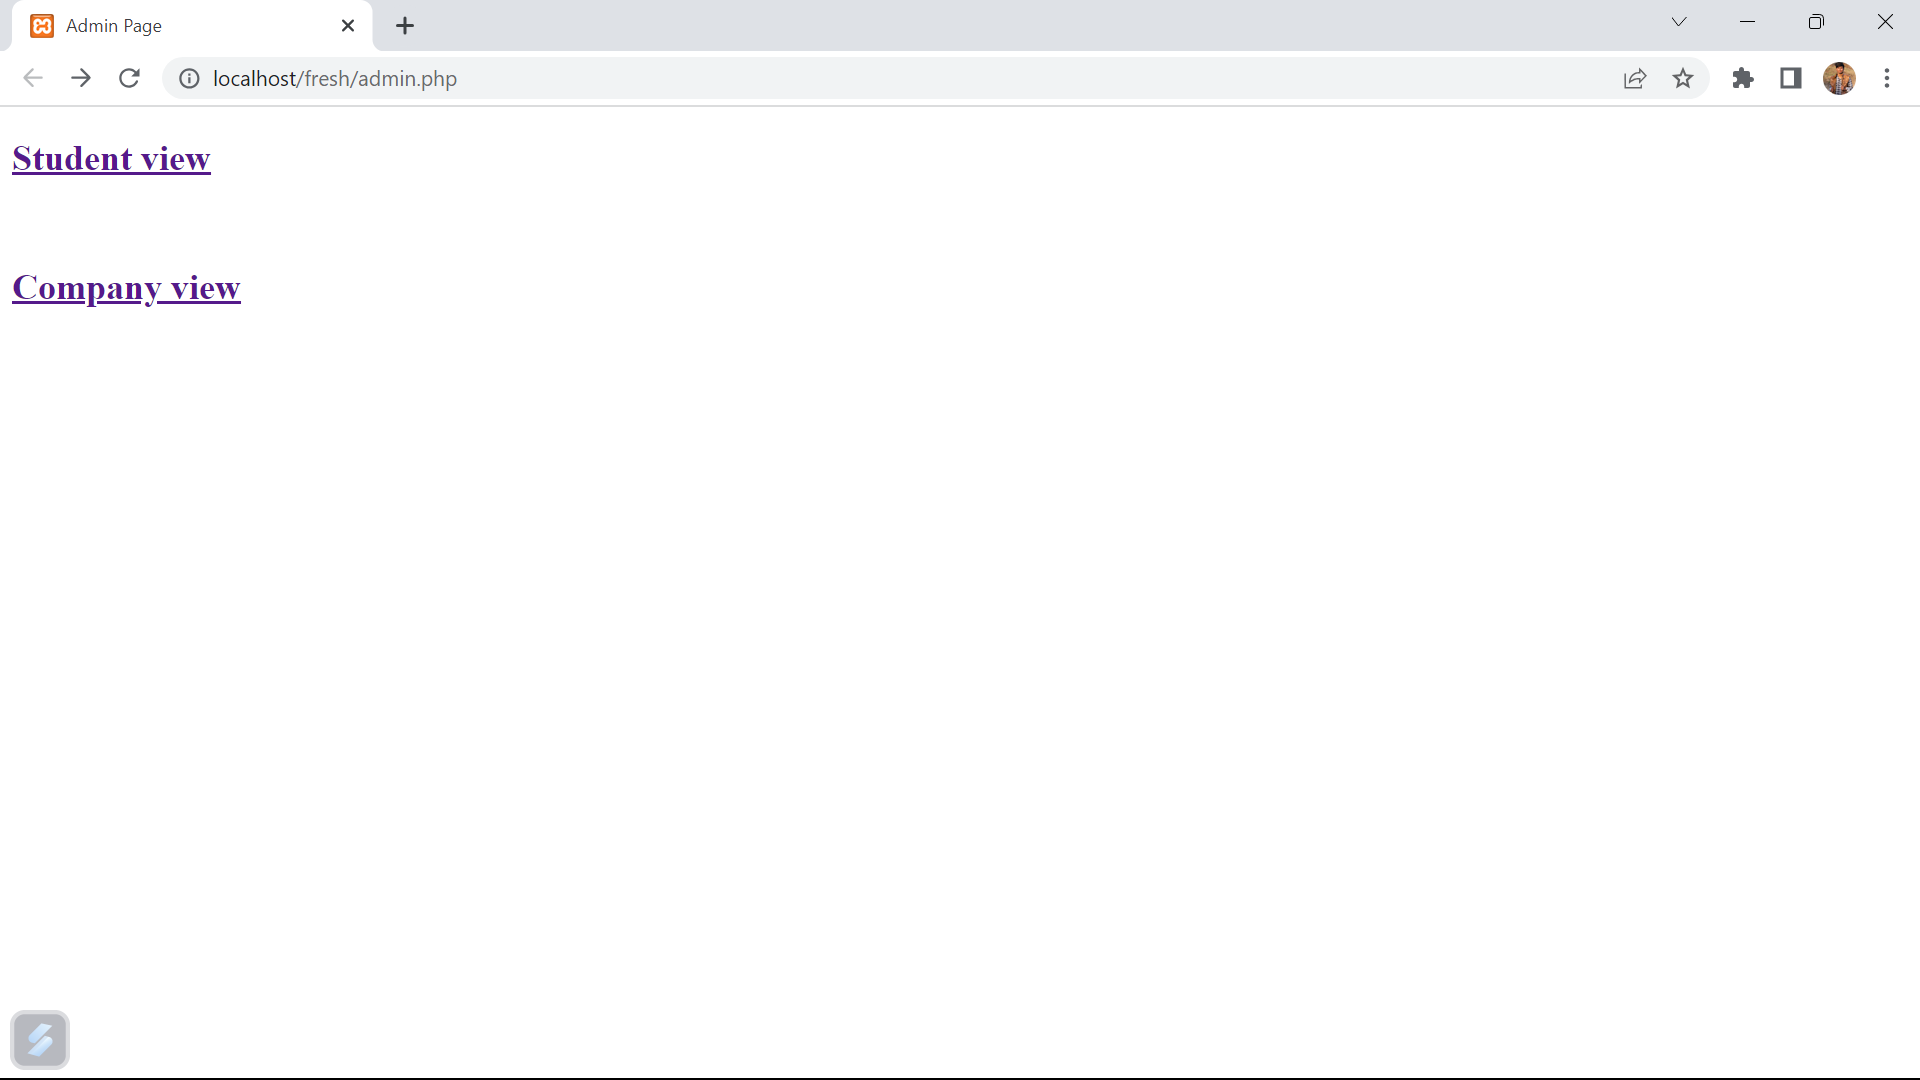 Admin Page
localhost/fresh/admin.php
Student view
Company view